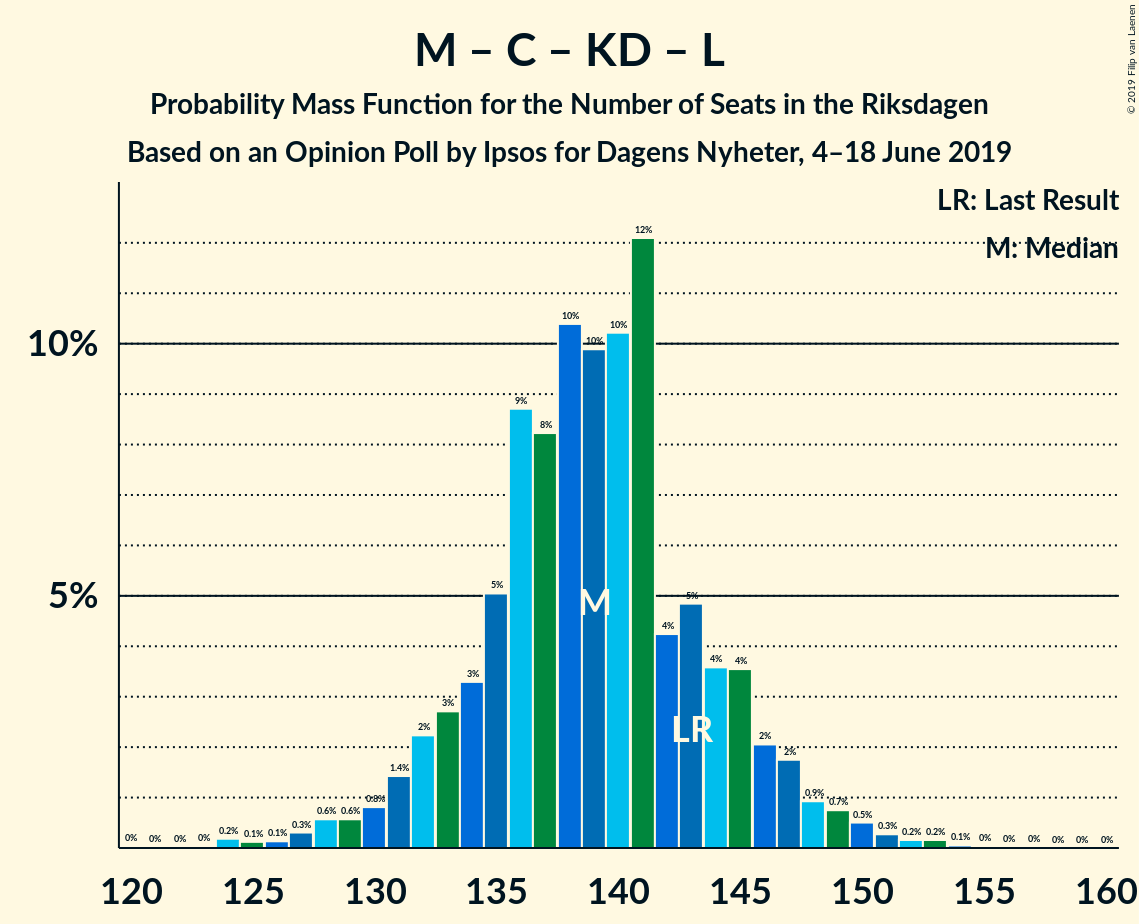 M – C – KD – L
Probability Mass Function for the Number of Seats in the Riksdagen
Based on an Opinion Poll by Ipsos for Dagens Nyheter, 4–18 June 2019
© 2019 Filip van Laenen
LR: Last Result
M: Median
10%
5%
0% 0% 0% 0% 0.2% 0.1% 0.1% 0.3% 0.6% 0.6% 0.8% 1.4% 2% 3% 3% 5% 9% 8% 10% 10% 10% 12% 4% 5% 4% 4% 2% 2% 0.9% 0.7% 0.5% 0.3% 0.2% 0.2% 0.1% 0% 0% 0% 0% 0% 0%
M
LR
120 125 130 135 140 145 150 155 160